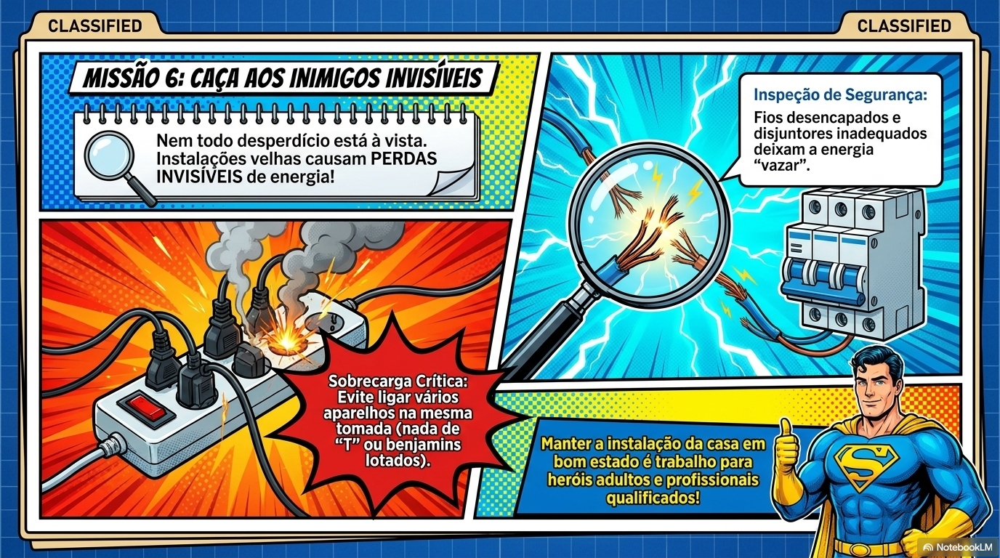 CLASSIFIED
CLASSIFIED
MISSÃO 6: CAÇA AOS INIMIGOS INVISÍVEIS
Nem todo desperdício está à vista.
Instalações velhas causam PERDAS
INVISÍVEIS de energia!
Inspeção de Segurança:
Fios desencapados e
disjuntores inadequados
deixam a energia
“vazar”.
Sobrecarga Crítica:
Evite ligar vários
aparelhos na mesma
tomada (nada de
“T” ou benjamins
lotados).
Manter a instalação da casa em
bom estado é trabalho para
heróis adultos e profissionais
qualificados!
S
NotebookLM